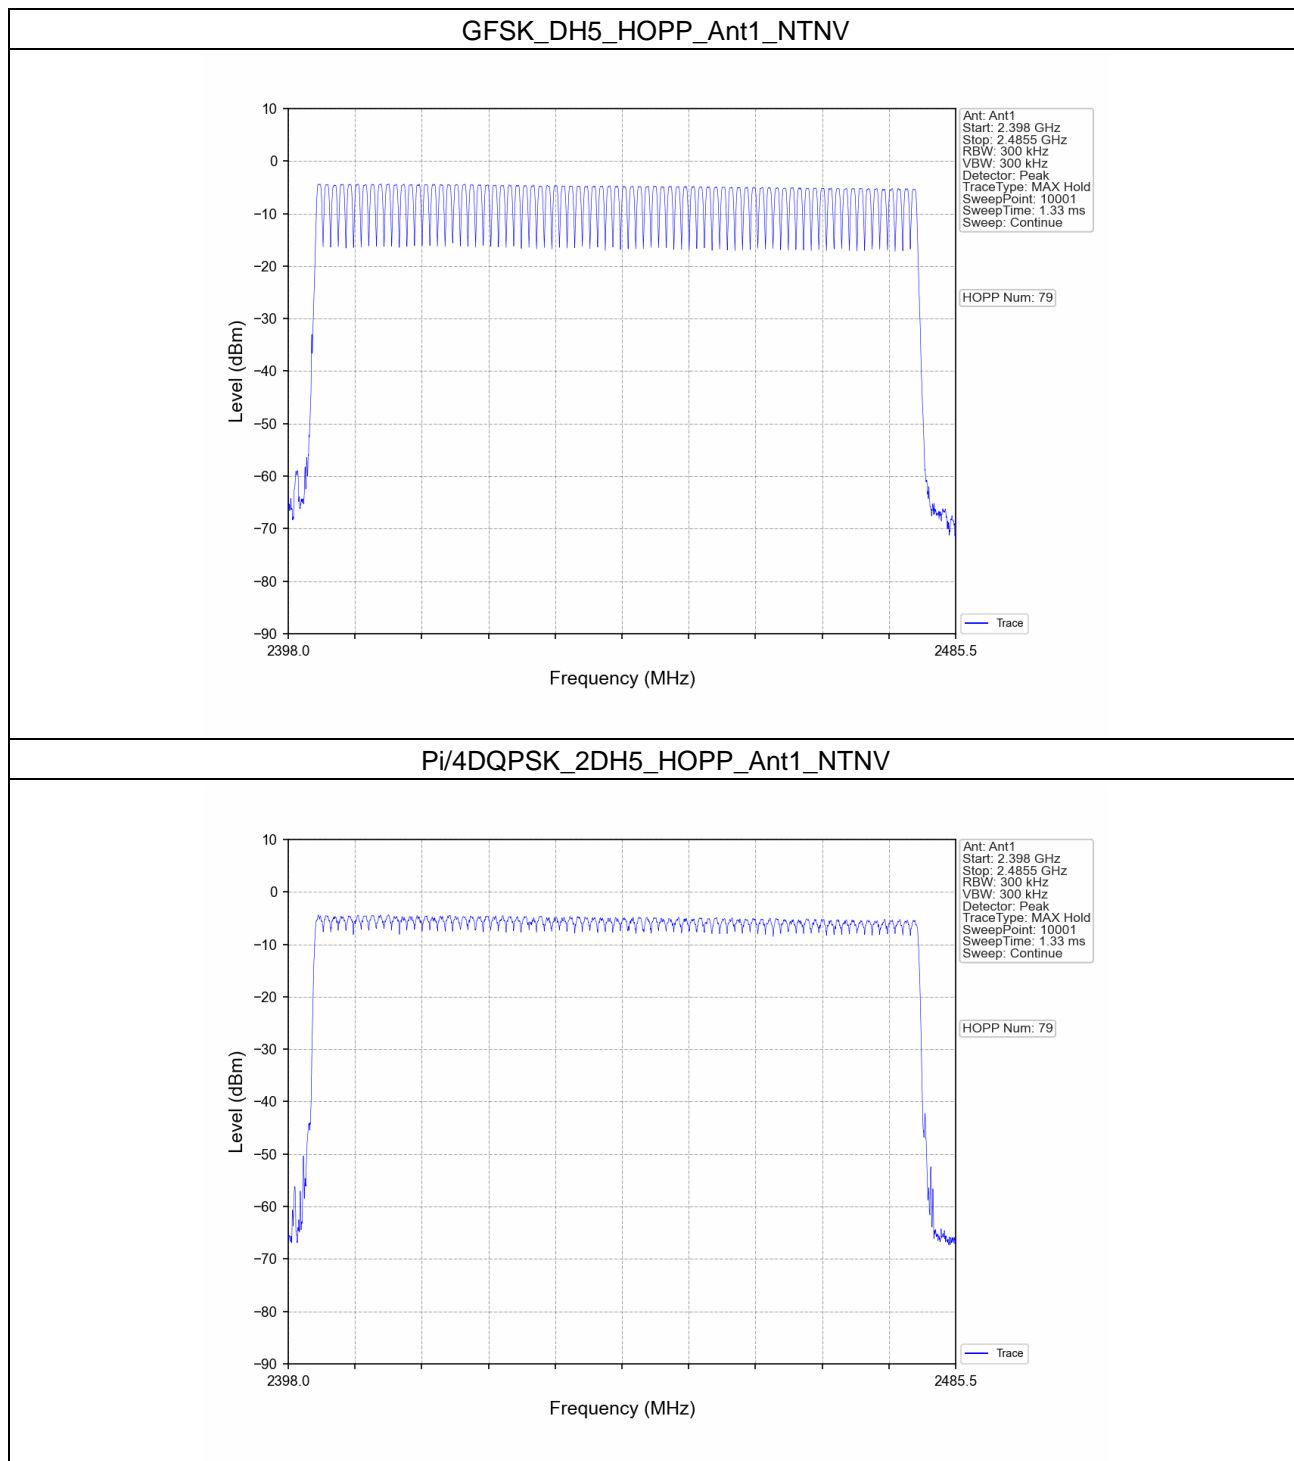 GFSK_DH5_HOPP_Ant1_NTNV
10
0
−10
−20
−30
−40
−50
−60
−70
−80
−90
Level (dBm)
2398.0
2485.5
Frequency (MHz)
Ant: Ant1
Start: 2.398 GHz
Stop: 2.4855 GHz
RBW: 300 kHz
VBW: 300 kHz
Detector: Peak
TraceType: MAX Hold
SweepPoint: 10001
SweepTime: 1.33 ms
Sweep: Continue
HOPP Num: 79
Trace
Pi/4DQPSK_2DH5_HOPP_Ant1_NTNV
10
0
−10
−20
−30
−40
−50
−60
−70
−80
−90
Level (dBm)
2398.0
2485.5
Frequency (MHz)
Ant: Ant1
Start: 2.398 GHz
Stop: 2.4855 GHz
RBW: 300 kHz
VBW: 300 kHz
Detector: Peak
TraceType: MAX Hold
SweepPoint: 10001
SweepTime: 1.33 ms
Sweep: Continue
HOPP Num: 79
Trace